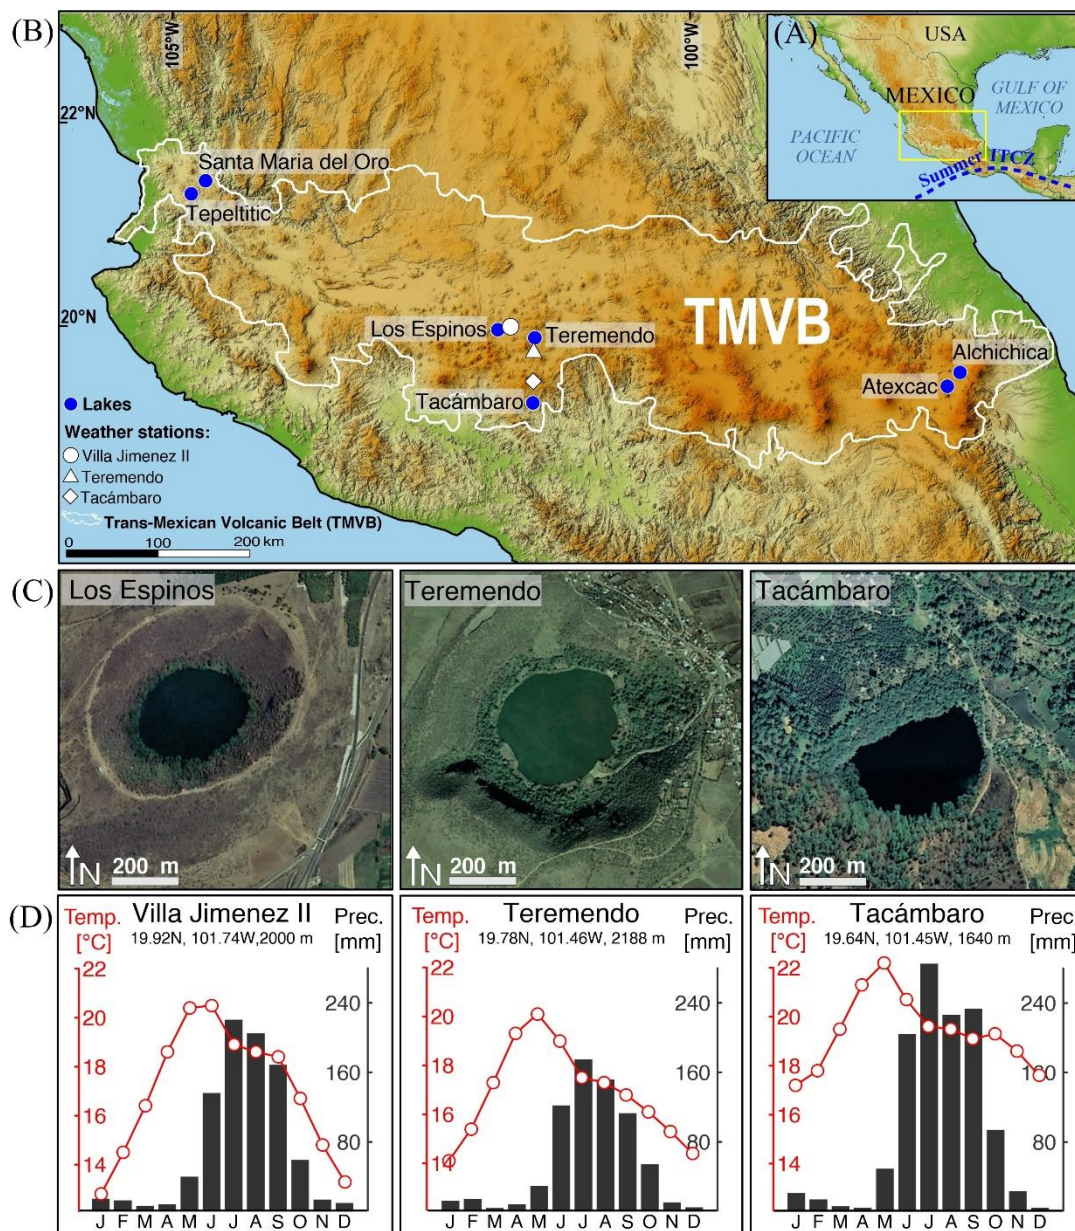 (B)
105°W
100°W
(A)
USA
GULF OF
MEXICO
MEXICO
PACIFIC
OCEAN
Summer ITCZ
22°N
Santa Maria del Oro
Tepeltitic
20°N
Los Espinos
Teremendo
TMVB
Alchichica
Atexcac
Tacámbaro
Lakes
Weather stations:
Villa Jimenez II
Teremendo
Tacámbaro
Trans-Mexican Volcanic Belt (TMVB)
0 100 200 km
(C)
Los Espinos
N 200 m
Teremendo
N 200 m
Tacámbaro
N 200 m
(D)
Temp. Villa Jimenez II Prec.
[°C] 19.92N, 101.74W,2000 m [mm]
22
20
18
16
14
240
160
80
J F M A M J J A S O N D
Temp. Teremendo Prec.
[°C] 19.78N, 101.46W, 2188 m [mm]
22
20
18
16
14
240
160
80
J F M A M J J A S O N D
Temp. Tacámbaro Prec.
[°C] 19.64N, 101.45W, 1640 m [mm]
22
20
18
16
14
240
160
80
J F M A M J J A S O N D